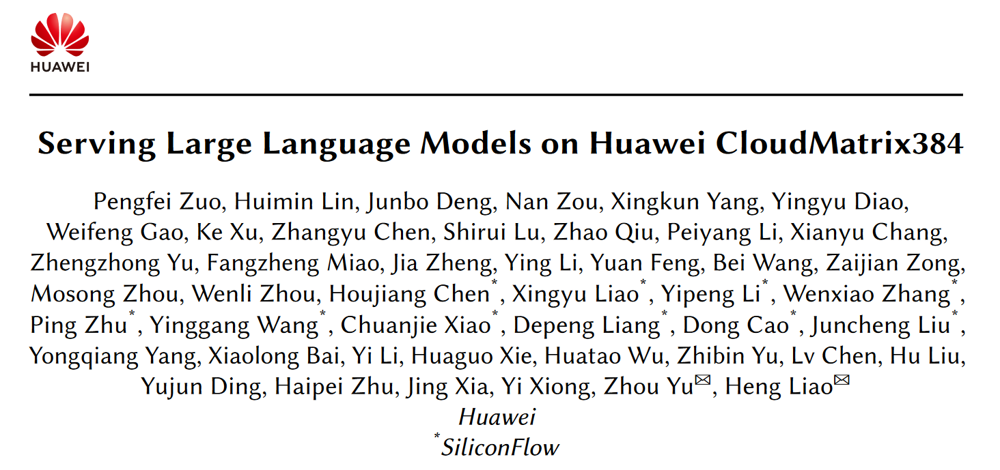 HUAWEI
Serving Large Language Models on Huawei CloudMatrix384
Pengfei Zuo, Huimin Lin, Junbo Deng, Nan Zou, Xingkun Yang, Yingyu Diao,
Weifeng Gao, Ke Xu, Zhangyu Chen, Shirui Lu, Zhao Qiu, Peiyang Li, Xianyu Chang,
Zhengzhong Yu, Fangzheng Miao, Jia Zheng, Ying Li, Yuan Feng, Bei Wang, Zaijian Zong,
Mosong Zhou, Wenli Zhou, Houjiang Chen*, Xingyu Liao*, Yipeng Li*, Wenxiao Zhang*,
Ping Zhu*, Yinggang Wang*, Chuanjie Xiao*, Depeng Liang*, Dong Cao*, Juncheng Liu*,
Yongqiang Yang, Xiaolong Bai, Yi Li, Huaguo Xie, Huatao Wu, Zhibin Yu, Lv Chen, Hu Liu,
Yujun Ding, Haipei Zhu, Jing Xia, Yi Xiong, Zhou Yu✉, Heng Liao✉
Huawei
*SiliconFlow